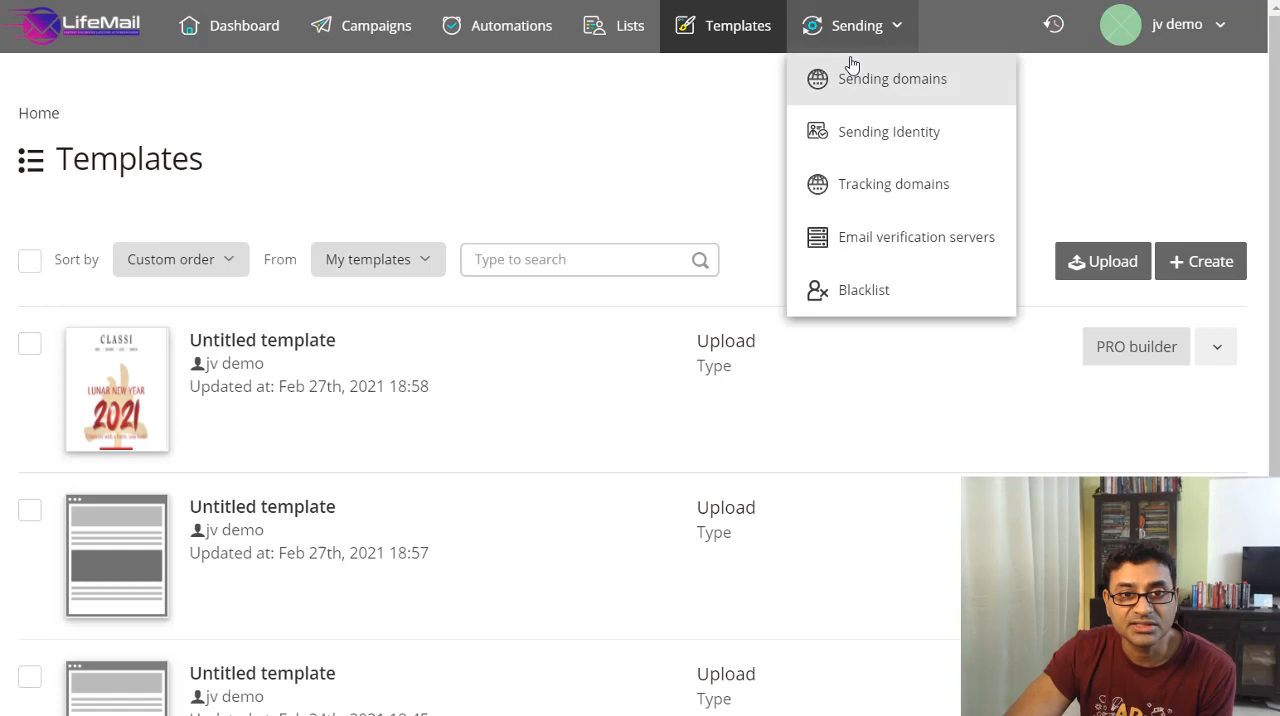 LifeMail
Dashboard
Campaigns
Automations
Lists
Templates
Sending
jv demo
Sending domains
Sending Identity
Tracking domains
Email verification servers
Blacklist
Home
Templates
Sort by
Custom order
From
My templates
Type to search
Upload
+ Create
Untitled template
jv demo
Updated at: Feb 27th, 2021 18:58
Upload
Type
PRO builder
CLASSI
LUNAR NEW YEAR
2021
Untitled template
jv demo
Updated at: Feb 27th, 2021 18:57
Upload
Type
Untitled template
jv demo
Upload
Type